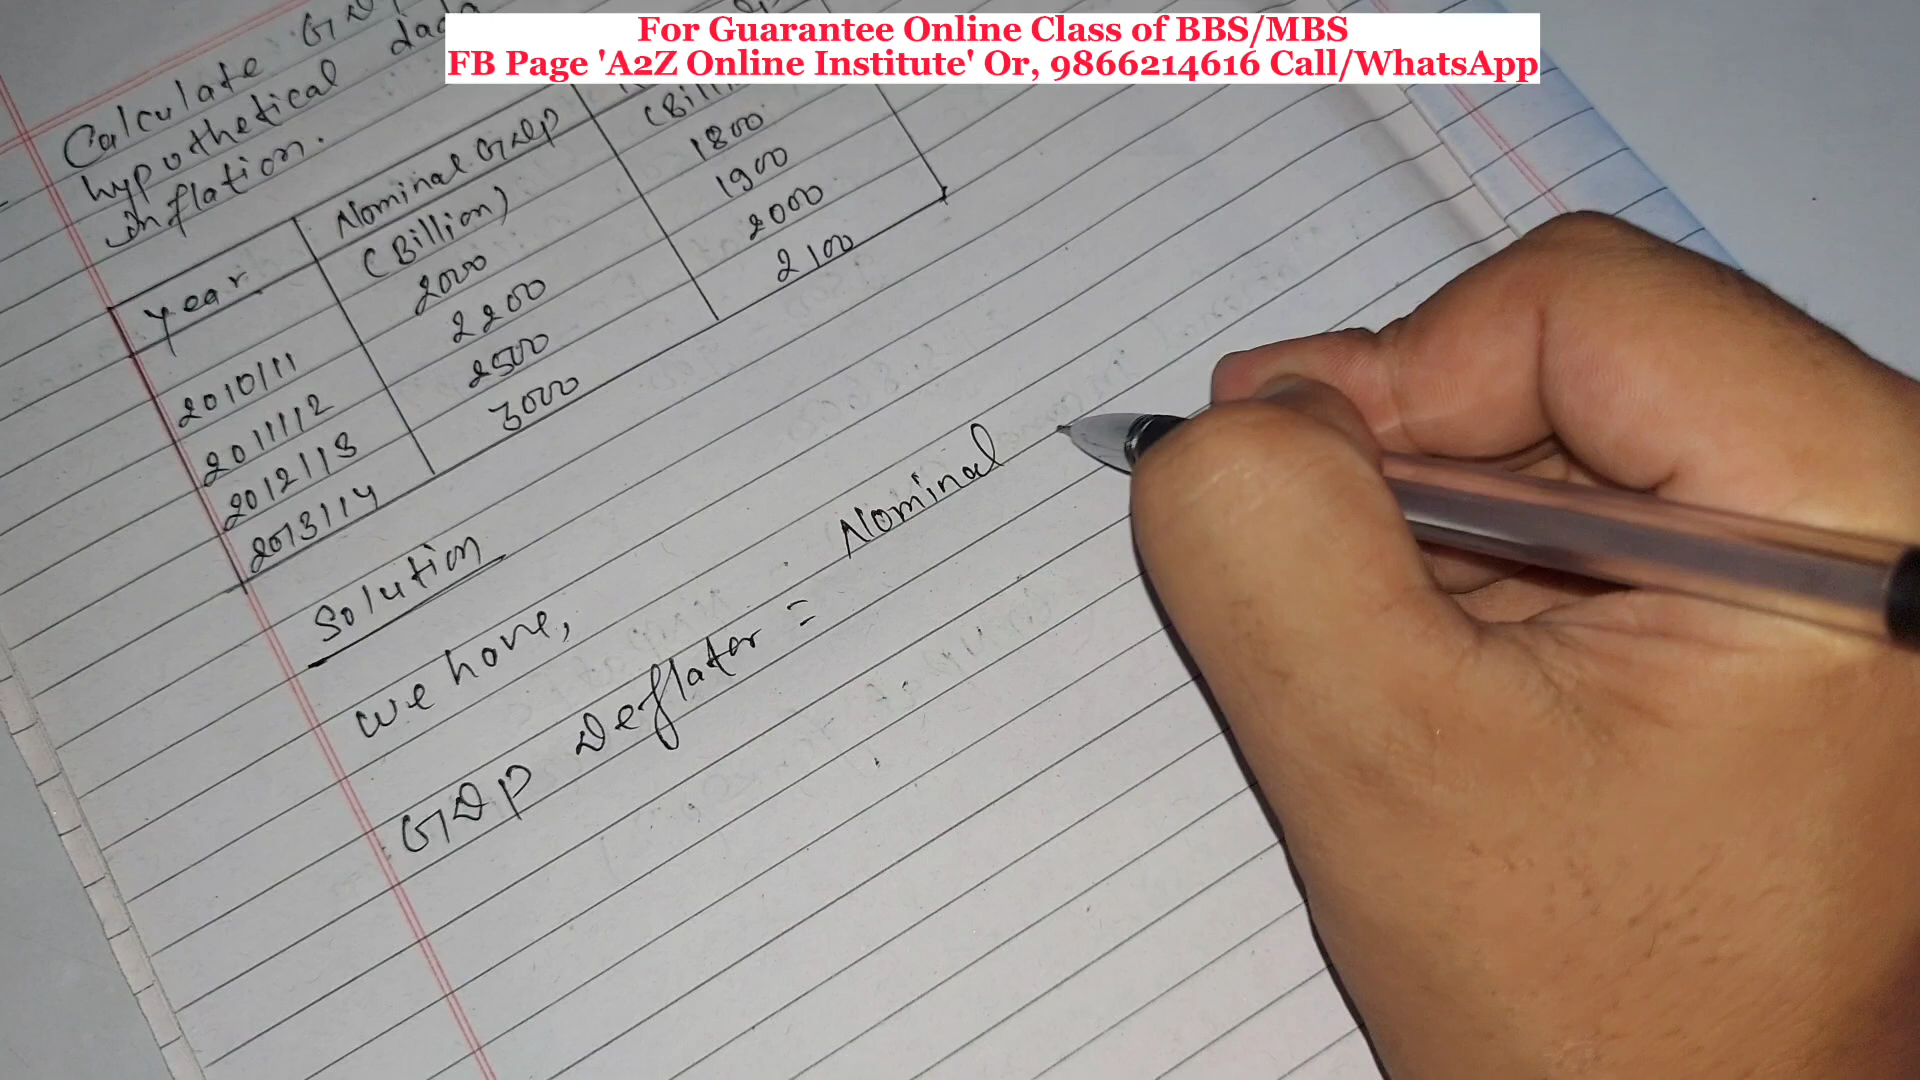 For Guarantee Online Class of BBS/MBS
FB Page 'A2Z Online Institute' Or, 9866214616 Call/WhatsApp
Calculate GDP
hypothetical
inflation.
Year Nominal GDP
(Billion)
2010/11 2000 1800
2011/12 2200 1900
2012/13 2500 2000
2013/14 3000 2100
Solution
We have,
GDP Deflator = Nominal